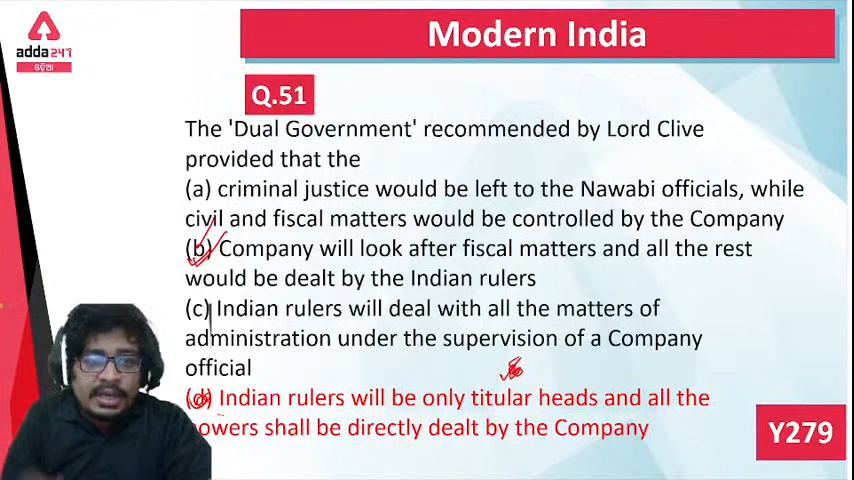 Modern India
adda247
ଓଡ଼ିଆ
Q.51
The 'Dual Government' recommended by Lord Clive
provided that the
(a) criminal justice would be left to the Nawabi officials, while
civil and fiscal matters would be controlled by the Company
(b) Company will look after fiscal matters and all the rest
would be dealt by the Indian rulers
(c) Indian rulers will deal with all the matters of
administration under the supervision of a Company
official
(d) Indian rulers will be only titular heads and all the
powers shall be directly dealt by the Company
Y279